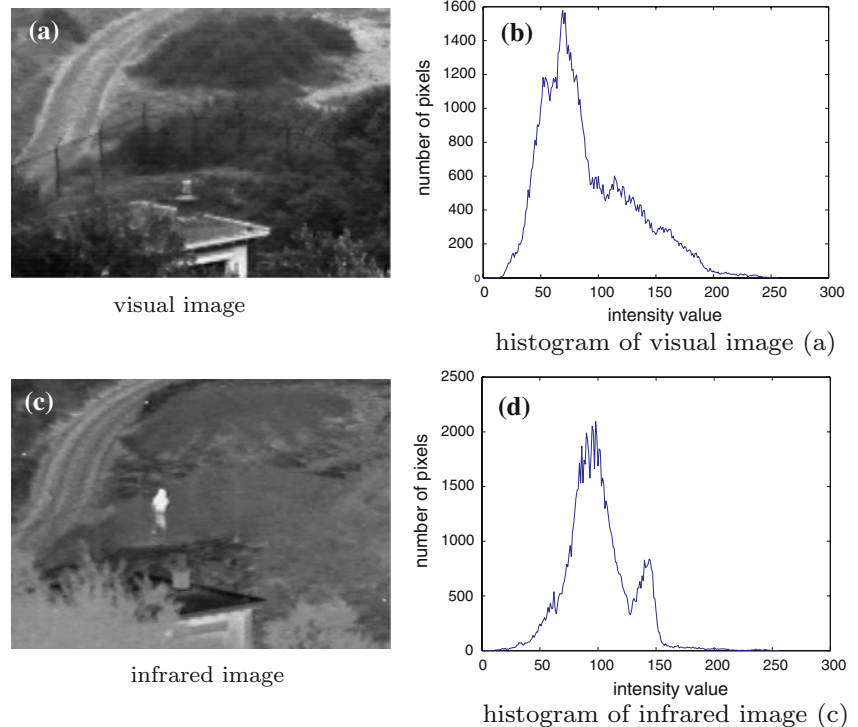 (a)
visual image
(b)
number of pixels
1600
1400
1200
1000
800
600
400
200
0
0 50 100 150 200 250 300
intensity value
histogram of visual image (a)
(c)
infrared image
(d)
number of pixels
2500
2000
1500
1000
500
0
0 50 100 150 200 250 300
intensity value
histogram of infrared image (c)